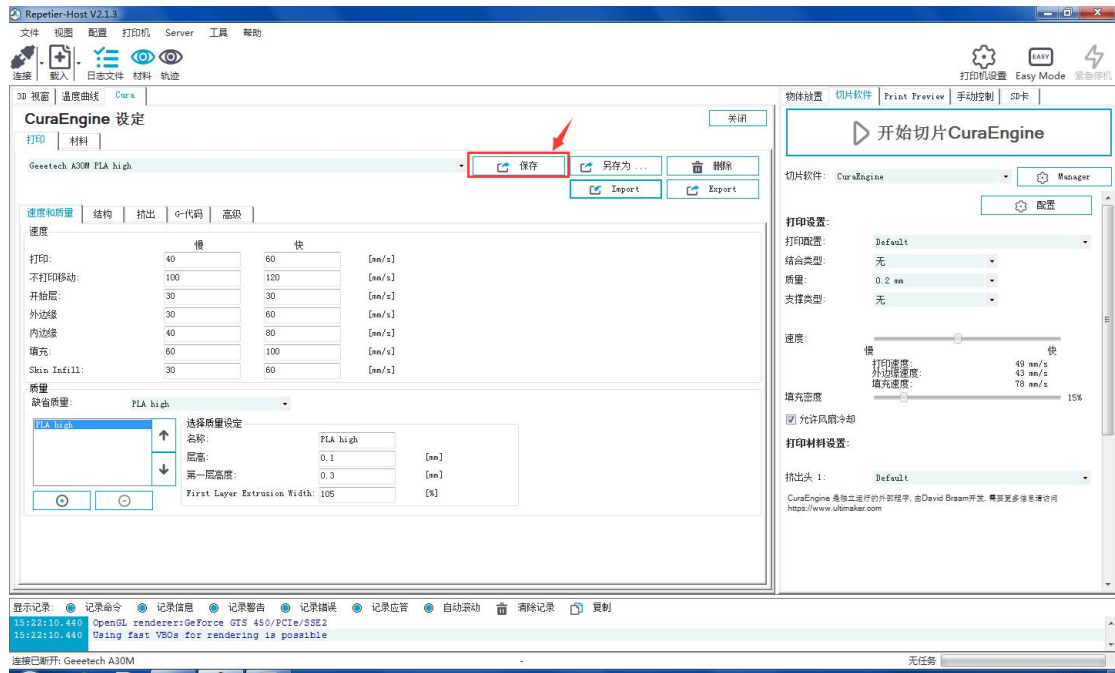 Repetier-Host V2.1.3
文件 视图 配置 打印机 Server 工具 帮助
连接 载入 日志文件 材料 轨迹 打印机设置 EASY Easy Mode 紧急停机
3D 视窗 温度曲线 Cura
物体放置 切片软件 Print Preview 手动控制 SD卡
CuraEngine 设定 关闭
打印 材料
Geeetech A30M PLA high 保存 另存为 ... 删除
Import Export
速度和质量 结构 挤出 G-代码 高级
速度
慢 快
打印: 40 60 [mm/s]
不打印移动: 100 120 [mm/s]
开始层: 30 30 [mm/s]
外边缘 30 60 [mm/s]
内边缘 40 80 [mm/s]
填充: 60 100 [mm/s]
Skin Infill: 30 60 [mm/s]
质量
缺省质量: PLA high
PLA high
选择质量设定
名称: PLA high
层高: 0.1 [mm]
第一层高度: 0.3 [mm]
First Layer Extrusion Width: 105 [%]
开始切片CuraEngine
切片软件: CuraEngine Manager
配置
打印设置:
打印配置: Default
结合类型: 无
质量: 0.2 mm
支撑类型: 无
速度:
慢 快
打印速度: 49 mm/s
外边缘速度: 43 mm/s
填充速度: 78 mm/s
填充密度 15%
允许风扇冷却
打印材料设置:
挤出头 1: Default
CuraEngine 是独立运行的外部程序, 由David Braam开发. 需要更多信息请访问
https://www.ultimaker.com
显示记录: 记录命令 记录信息 记录警告 记录错误 记录应答 自动滚动 清除记录 复制
15:22:10.440 OpenGL renderer:GeForce GTS 450/PCIe/SSE2
15:22:10.440 Using fast VBOs for rendering is possible
连接已断开: Geeetech A30M - 无任务